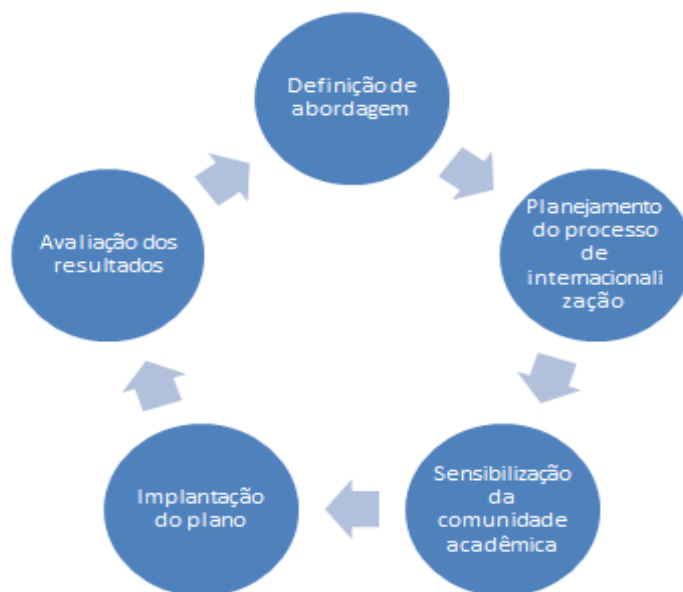 Definição de
abordagem
Planejamento
do processo
de
internacionali
zação
Sensibilização
da
comunidade
acadêmica
Implantação
do plano
Avaliação dos
resultados